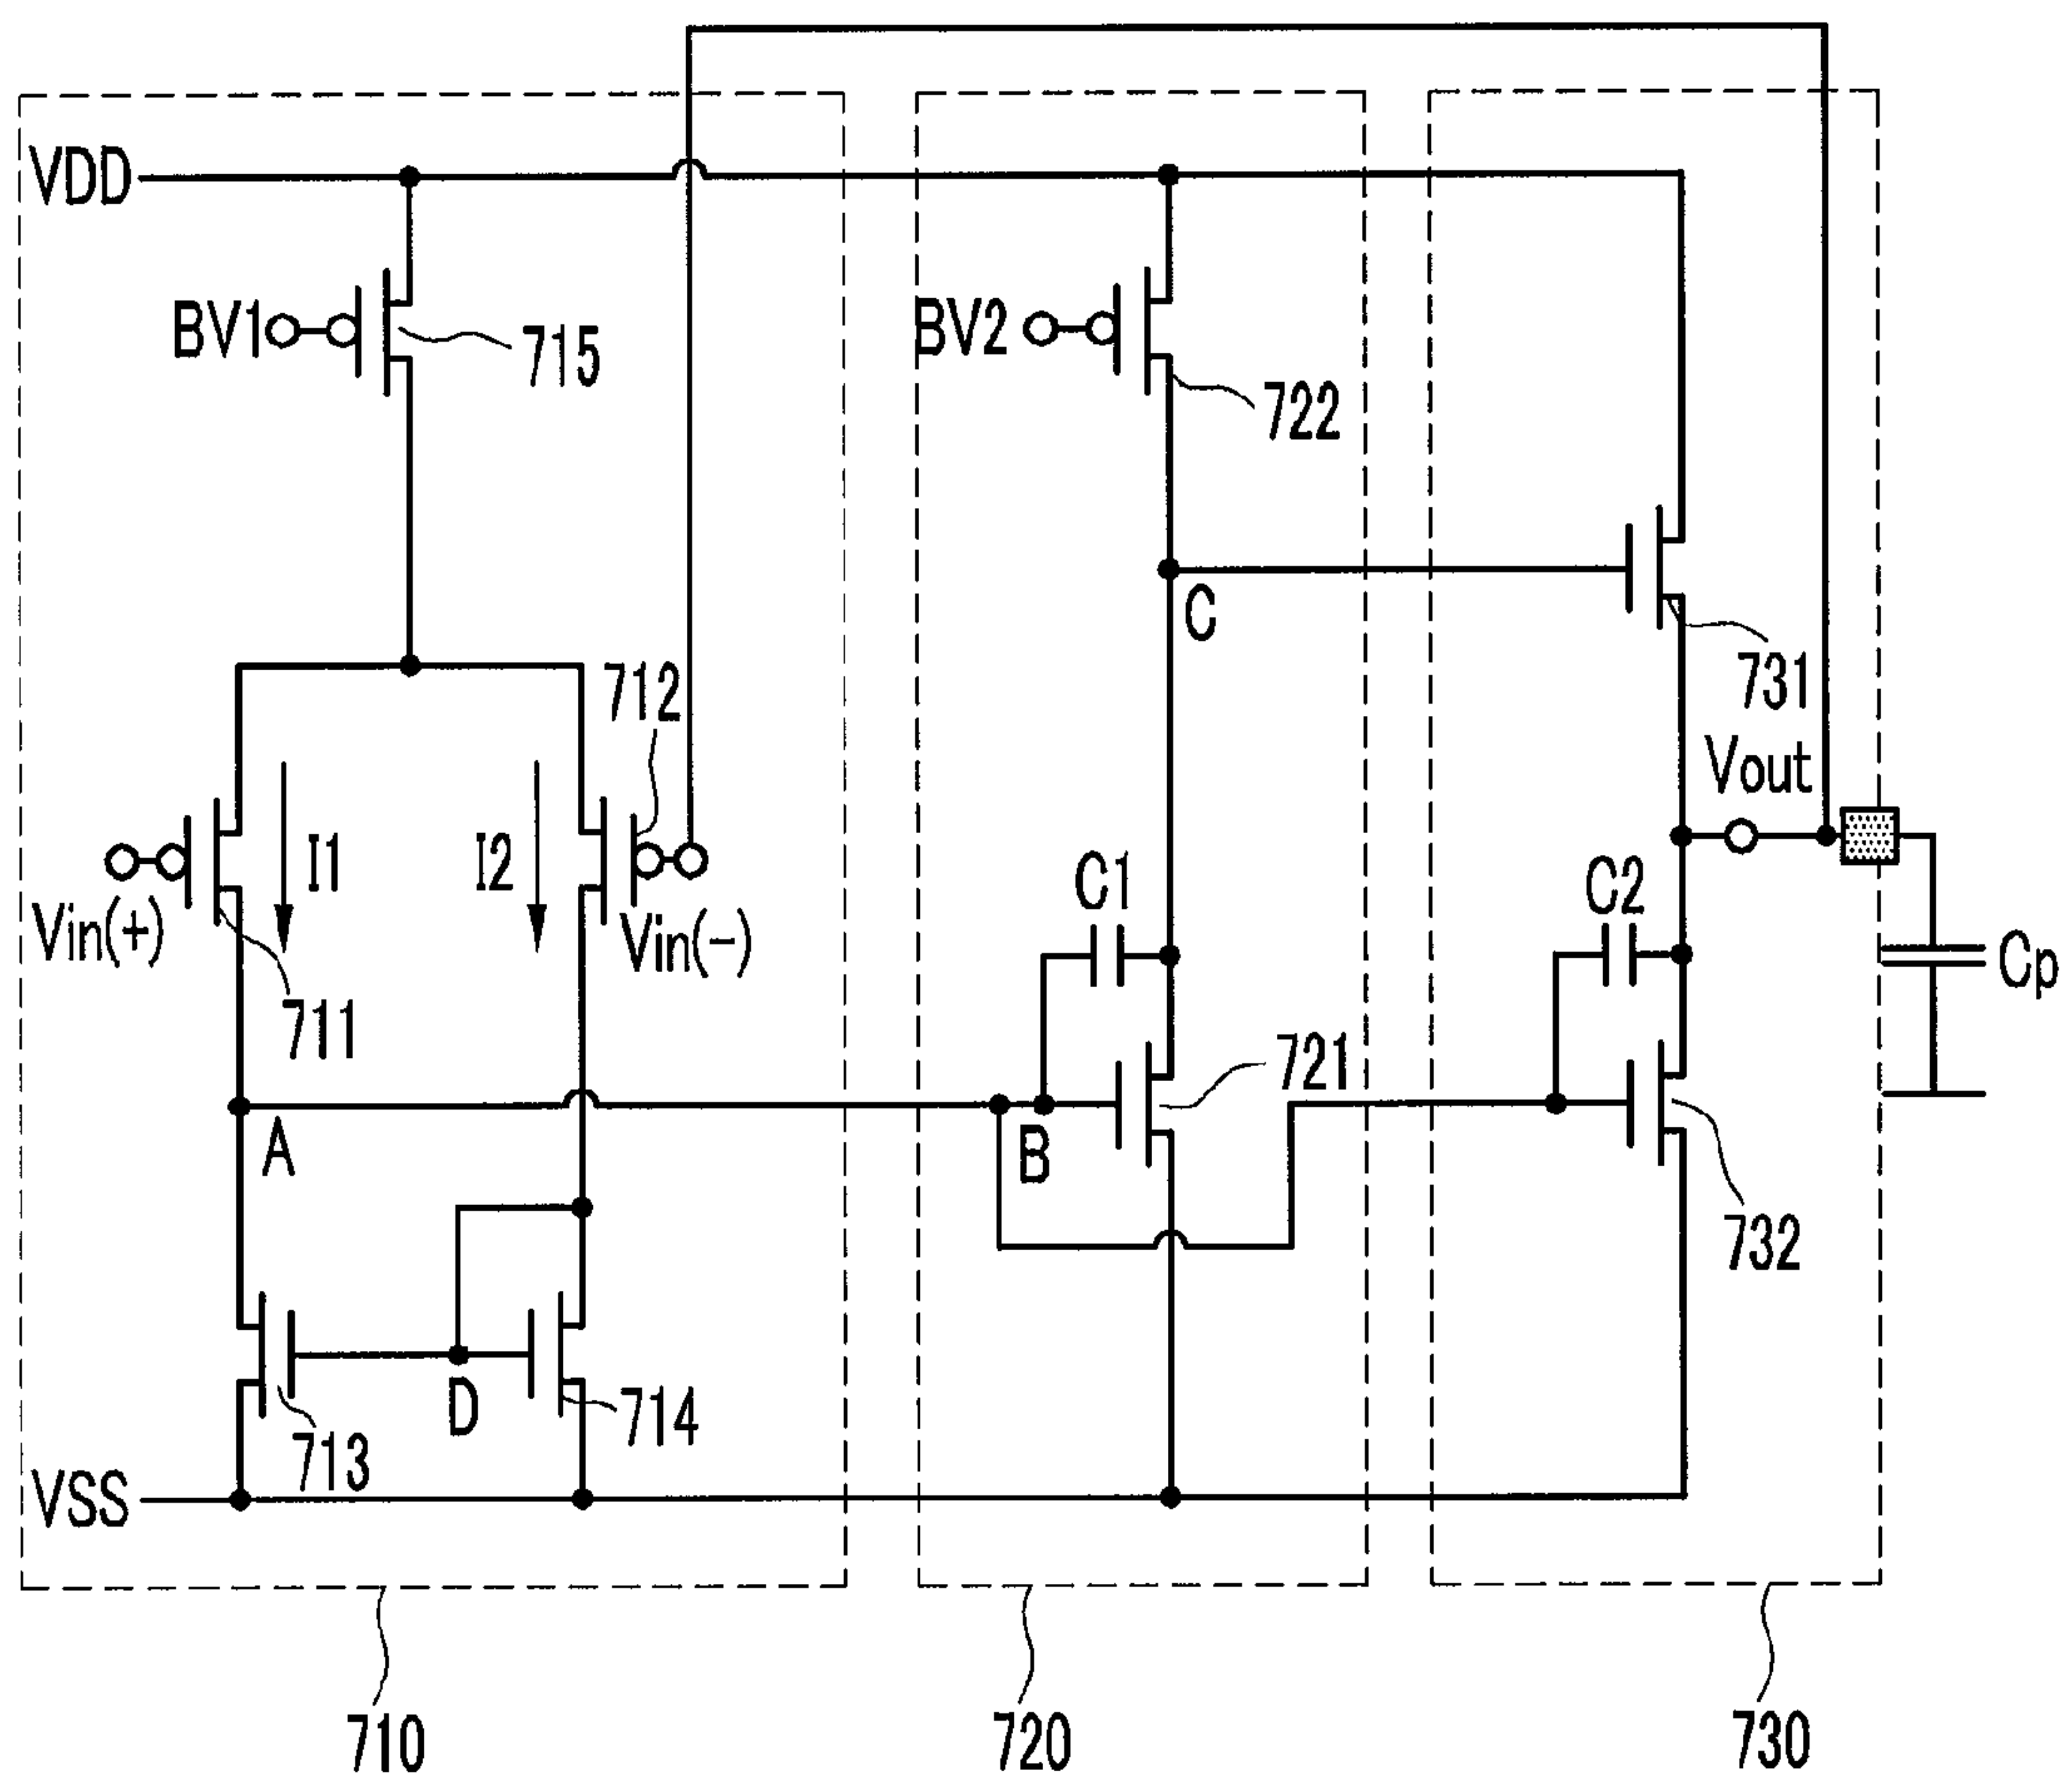 VDD
BV1
715
BV2
722
C
731
712
Vout
I1
I2
Vin(+)
Vin(-)
711
C1
C2
Cp
721
A
B
732
D
713
714
VSS
710
720
730